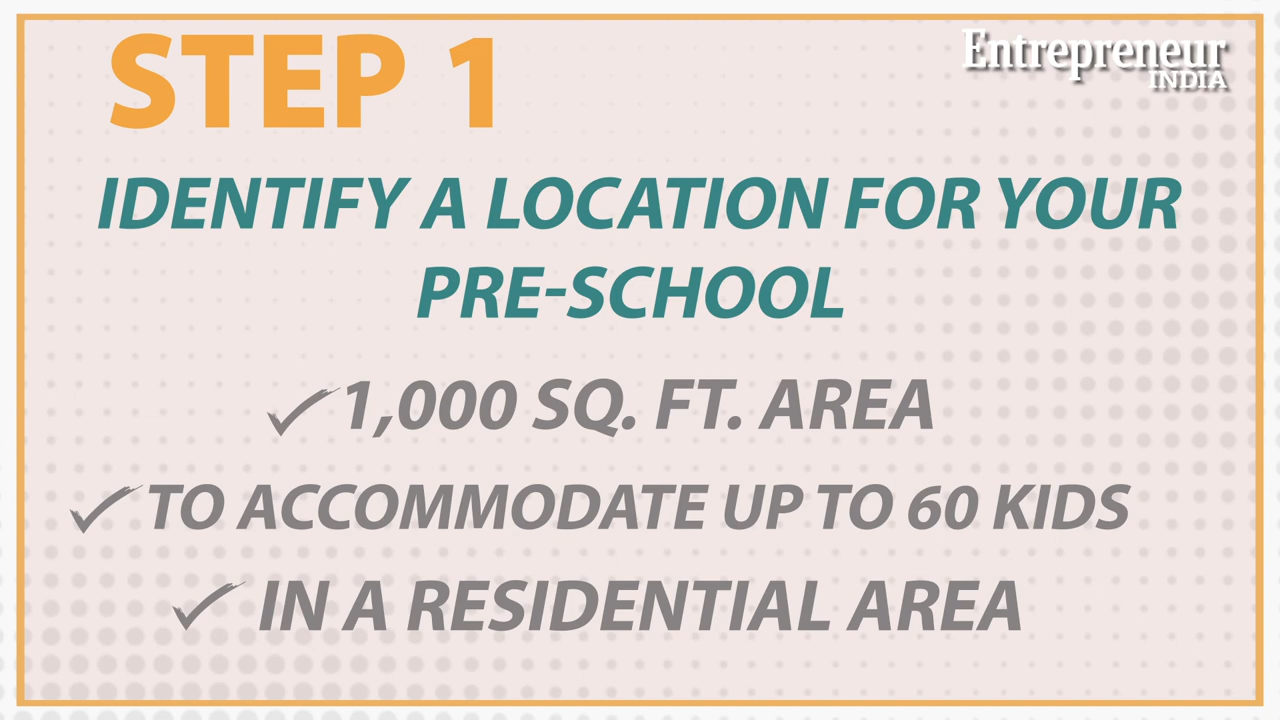 STEP 1
Entrepreneur
INDIA
IDENTIFY A LOCATION FOR YOUR
PRE-SCHOOL
✓ 1,000 SQ. FT. AREA
✓ TO ACCOMMODATE UP TO 60 KIDS
✓ IN A RESIDENTIAL AREA